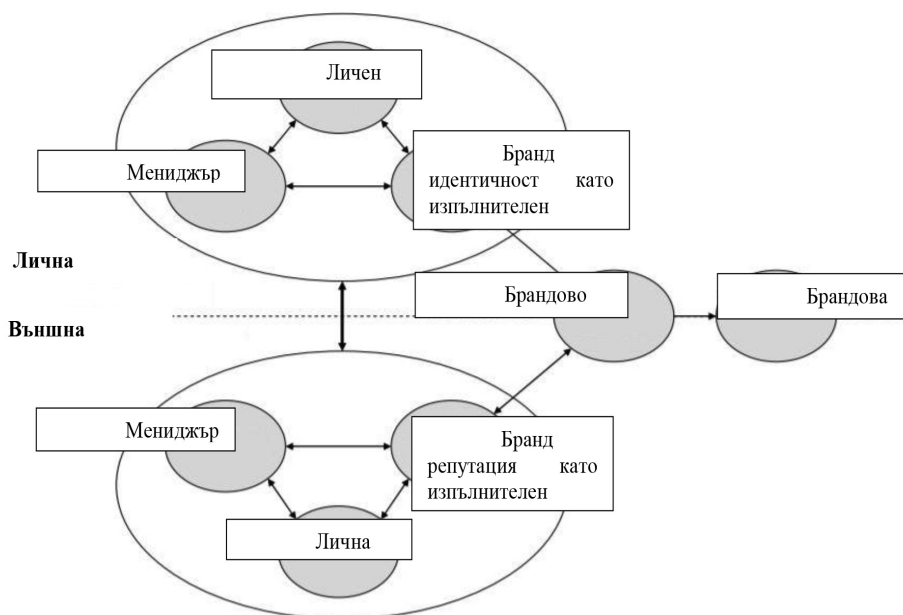 Личен
Мениджър
Бранд
идентичност като
изпълнителен
Лична
Брандово
Брандова
Външна
Мениджър
Бранд
репутация като
изпълнителен
Лична